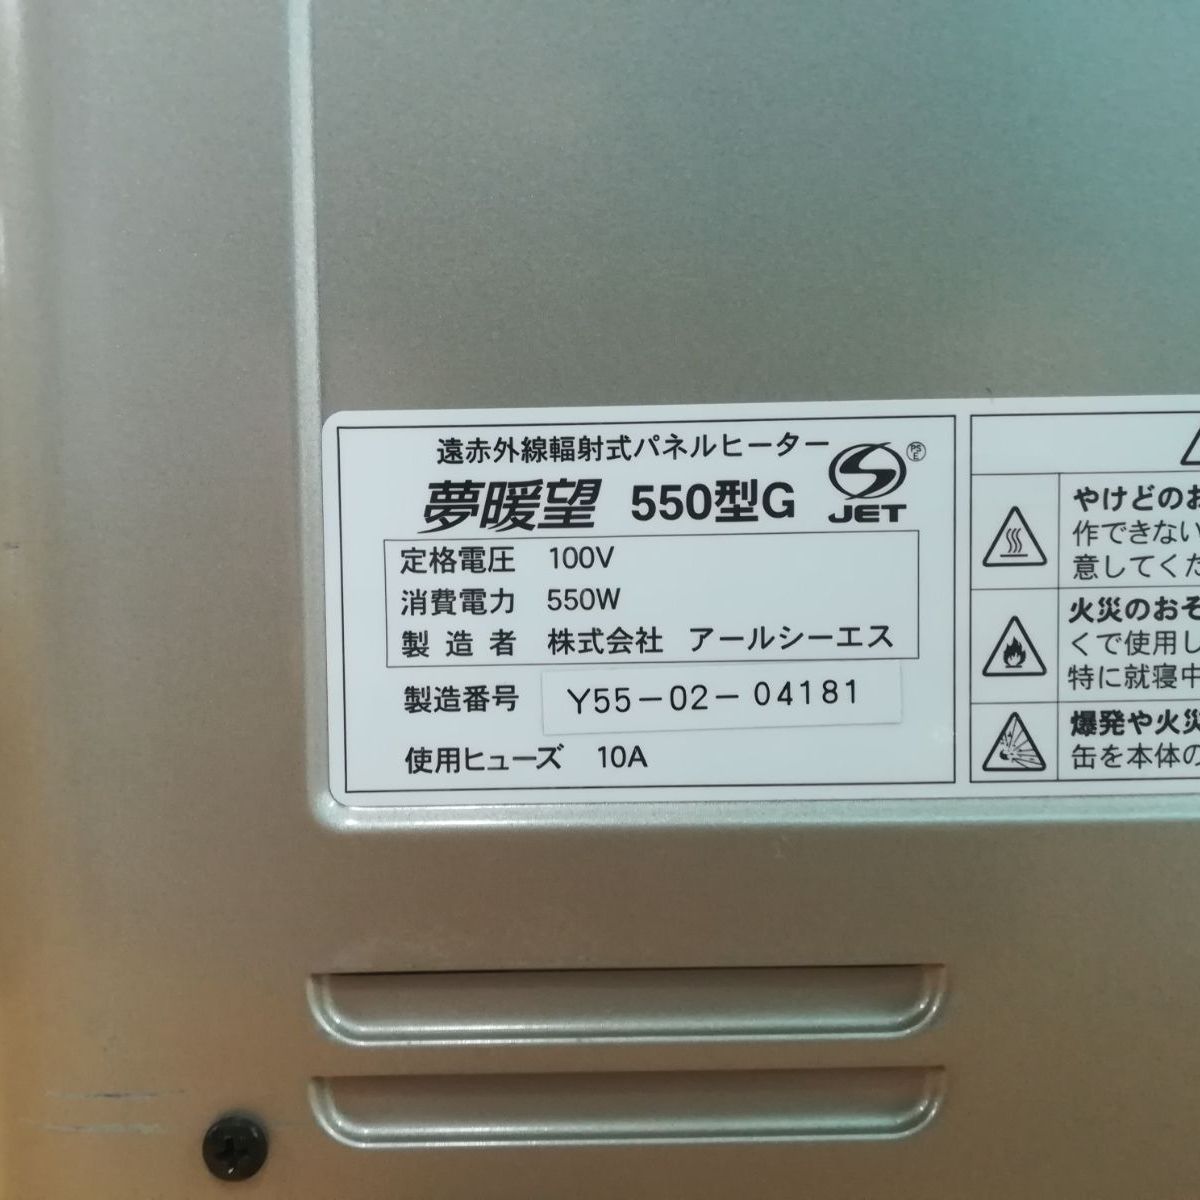 遠赤外線輻射式パネルヒーター
夢暖望 550型G
JET
PS
E
定格電圧 100V
消費電力 550W
製造者 株式会社 アールシーエス
製造番号 Y55-02-04181
使用ヒューズ 10A
やけどのお
作できない
意してくだ
火災のおそ
くで使用し
特に就寝中
爆発や火災
缶を本体の